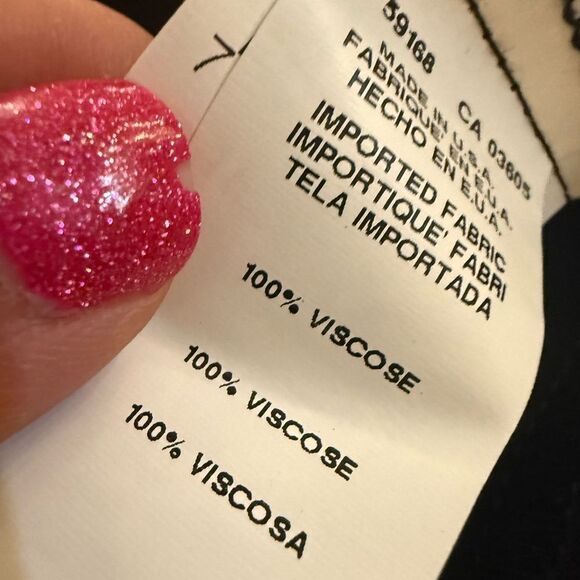 7
59168 CA 03605
MADE IN U.S.A.
FABRIQUE EN E.U.A.
HECHO EN E.U.A.
IMPORTED FABRIC
IMPORTIQUE FABRI
TELA IMPORTADA
100% VISCOSE
100% VISCOSE
100% VISCOSA